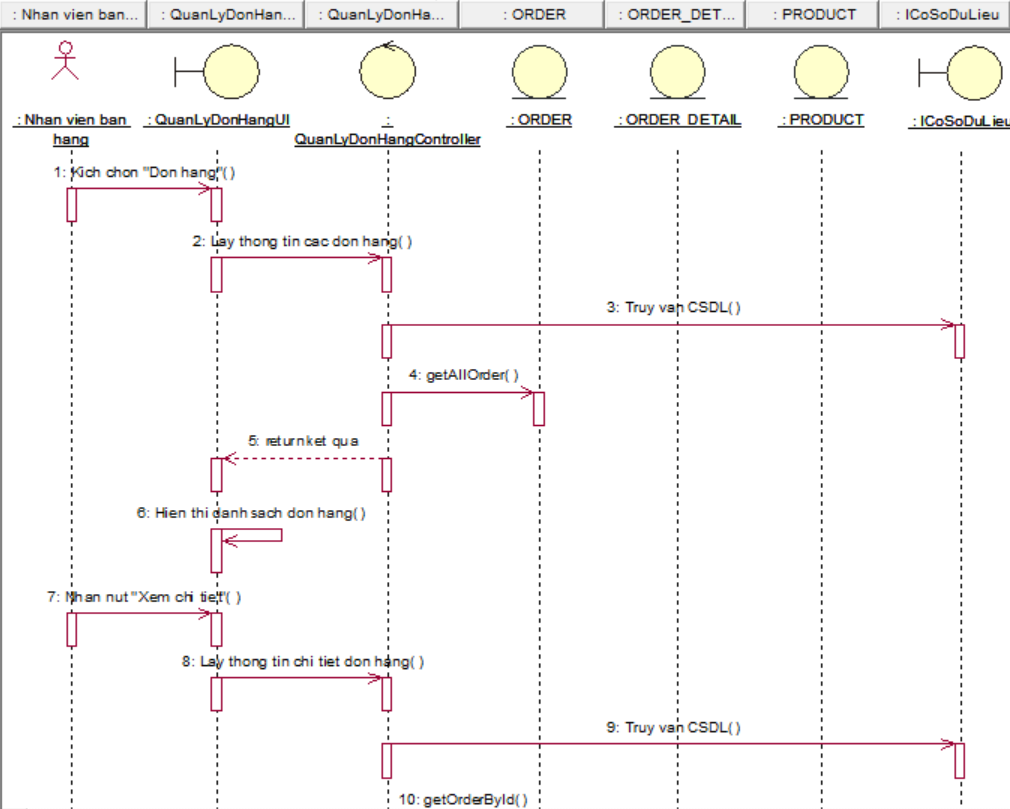 : Nhan vien ban...
: QuanLyDonHan...
: QuanLyDonHa...
: ORDER
: ORDER_DET...
: PRODUCT
: ICoSoDuLieu
: Nhan vien ban
hang
: QuanLyDonHangUI
:
QuanLyDonHangController
: ORDER
: ORDER_DETAIL
: PRODUCT
: ICoSoDuLieu
1: Kich chon "Don hang"( )
2: Lay thong tin cac don hang( )
3: Truy van CSDL( )
4: getAllOrder( )
5: return ket qua
6: Hien thi danh sach don hang( )
7: Nhan nut "Xem chi tiet"( )
8: Lay thong tin chi tiet don hang( )
9: Truy van CSDL( )
10: getOrderById( )